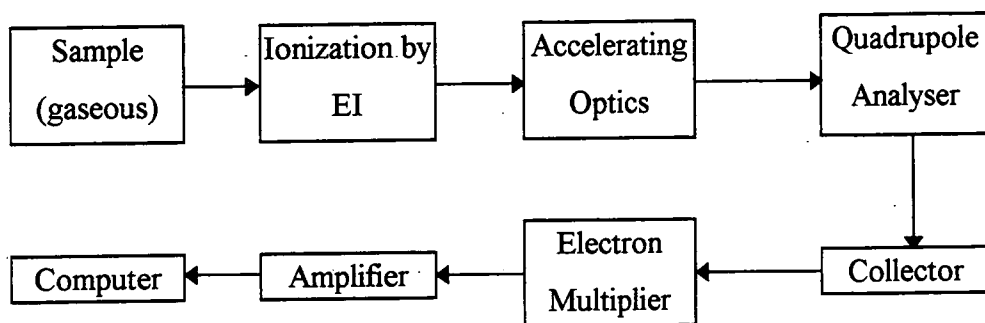 Sample
(gaseous)
Ionization by
EI
Accelerating
Optics
Quadrupole
Analyser
Collector
Electron
Multiplier
Amplifier
Computer